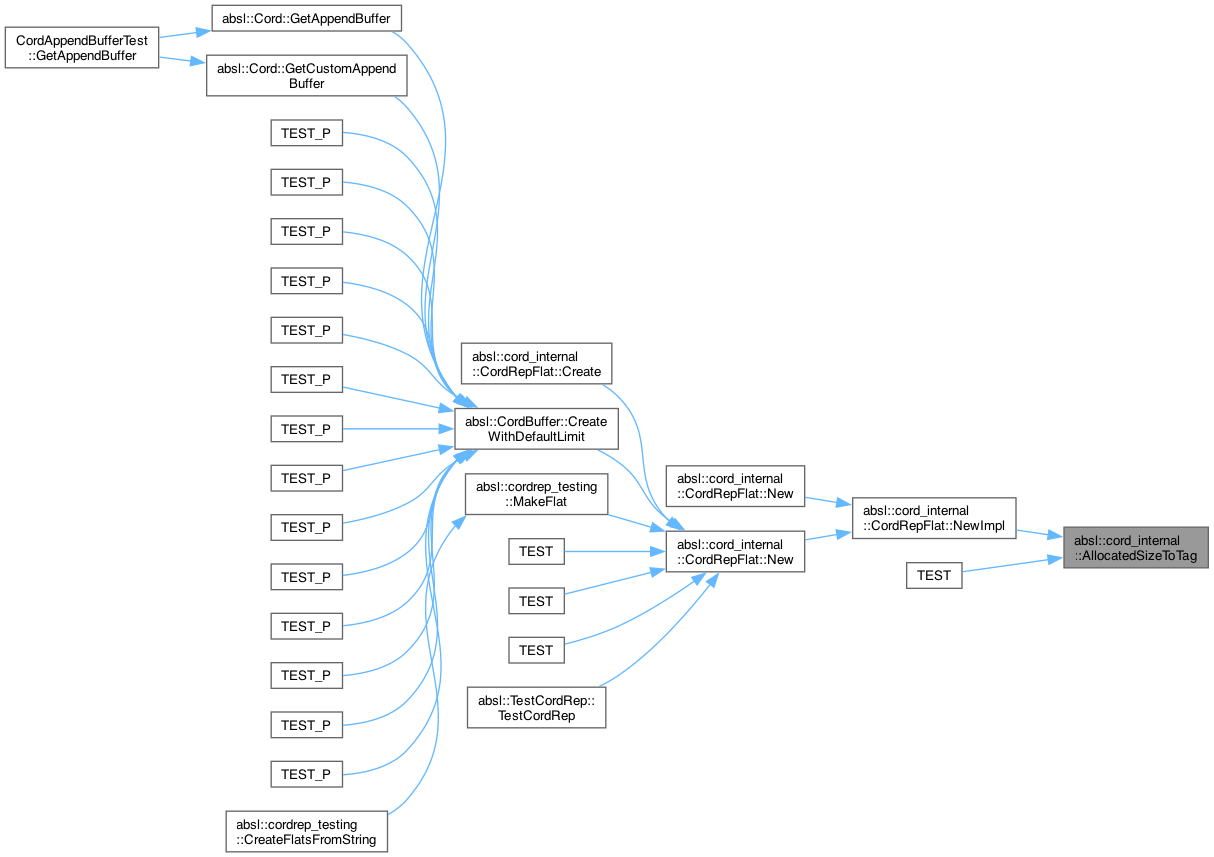 absl::Cord::GetAppendBuffer
CordAppendBufferTest
::GetAppendBuffer
absl::Cord::GetCustomAppend
Buffer
TEST_P
TEST_P
TEST_P
TEST_P
TEST_P
TEST_P
TEST_P
TEST_P
TEST_P
TEST_P
TEST_P
TEST_P
TEST_P
TEST_P
absl::cordrep_testing
::CreateFlatsFromString
absl::cord_internal
::CordRepFlat::Create
absl::CordBuffer::Create
WithDefaultLimit
absl::cordrep_testing
::MakeFlat
TEST
TEST
TEST
absl::TestCordRep::
TestCordRep
absl::cord_internal
::CordRepFlat::New
absl::cord_internal
::CordRepFlat::New
absl::cord_internal
::CordRepFlat::NewImpl
TEST
absl::cord_internal
::AllocatedSizeToTag